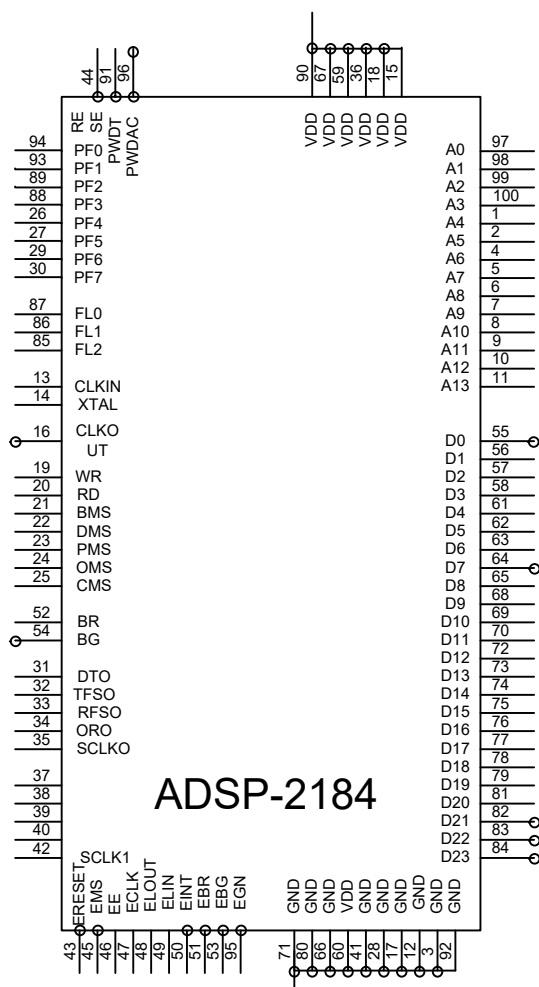 44
91
96
90
67
59
36
18
15
RE
SE
PWDT
PWDAC
VDD
VDD
VDD
VDD
VDD
VDD
94 PF0
93 PF1
89 PF2
88 PF3
26 PF4
27 PF5
29 PF6
30 PF7
87 FL0
86 FL1
85 FL2
13 CLKIN
14 XTAL
16 CLKO
UT
19 WR
20 RD
21 BMS
22 DMS
23 PMS
24 OMS
25 CMS
52 BR
54 BG
31 DTO
32 TFSO
33 RFSO
34 ORO
35 SCLKO
37
38
39
40
42 SCLK1
A0 97
A1 98
A2 99
A3 100
A4 1
A5 2
A6 4
A7 5
A8 6
A9 7
A10 8
A11 9
A12 10
A13 11
D0 55
D1 56
D2 57
D3 58
D4 61
D5 62
D6 63
D7 64
D8 65
D9 68
D10 69
D11 70
D12 72
D13 73
D14 74
D15 75
D16 76
D17 77
D18 78
D19 79
D20 81
D21 82
D22 83
D23 84
ADSP-2184
ERESET
EMS
EE
ECLK
ELOUT
ELIN
EINT
EBR
EBG
EGN
GND
GND
GND
VDD
GND
GND
GND
GND
GND
GND
43
45
46
47
48
49
50
51
53
95
71
80
66
60
41
28
17
12
3
92